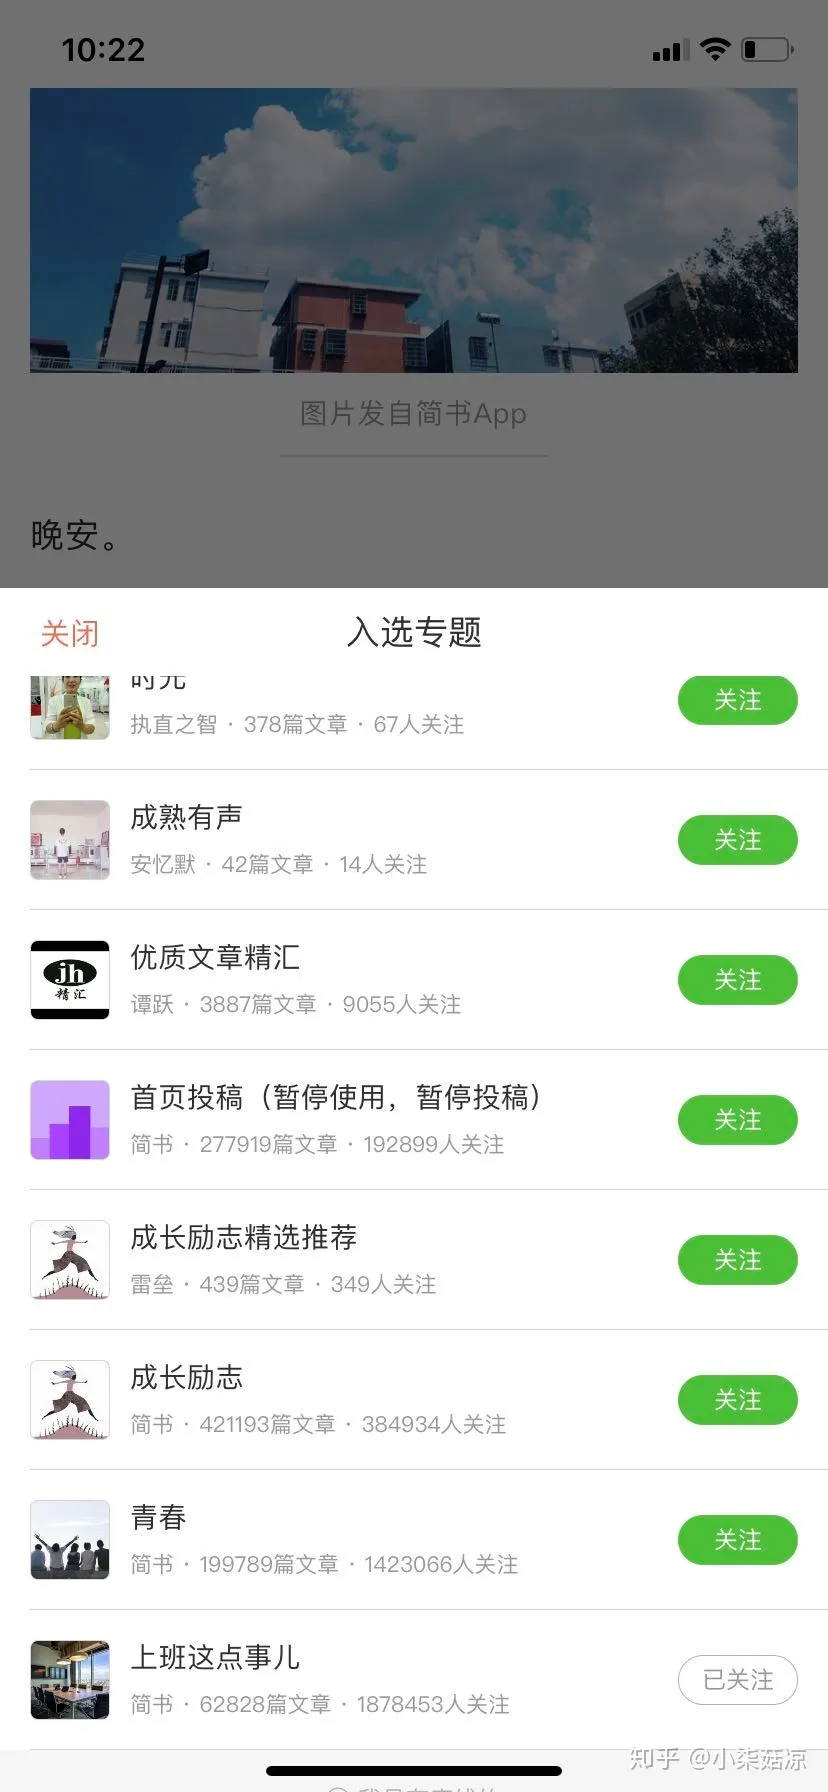 10:22
图片发自简书App
晚安。
关闭
入选专题
时光
执直之智 · 378篇文章 · 67人关注
关注
成熟有声
安忆默 · 42篇文章 · 14人关注
关注
jh
精汇
优质文章精汇
谭跃 · 3887篇文章 · 9055人关注
关注
首页投稿（暂停使用，暂停投稿）
简书 · 277919篇文章 · 192899人关注
关注
成长励志精选推荐
雷垒 · 439篇文章 · 349人关注
关注
成长励志
简书 · 421193篇文章 · 384934人关注
关注
青春
简书 · 199789篇文章 · 1423066人关注
关注
上班这点事儿
简书 · 62828篇文章 · 1878453人关注
已关注
知乎 @小柒菇凉